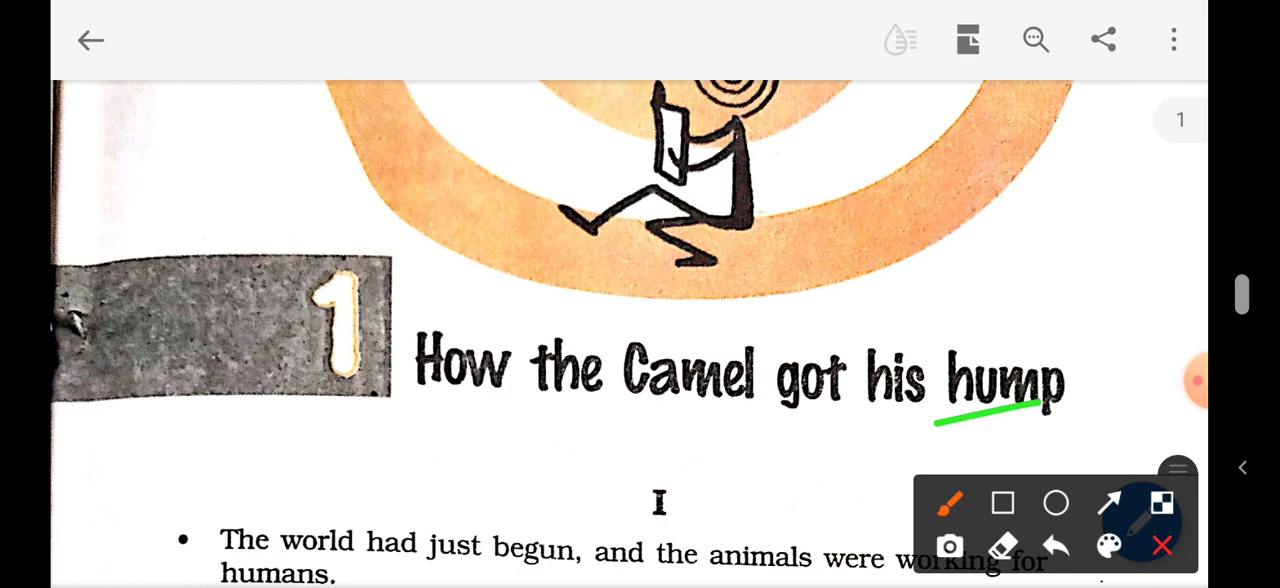 1
1
How the Camel got his hump
I
• The world had just begun, and the animals were working for
humans.